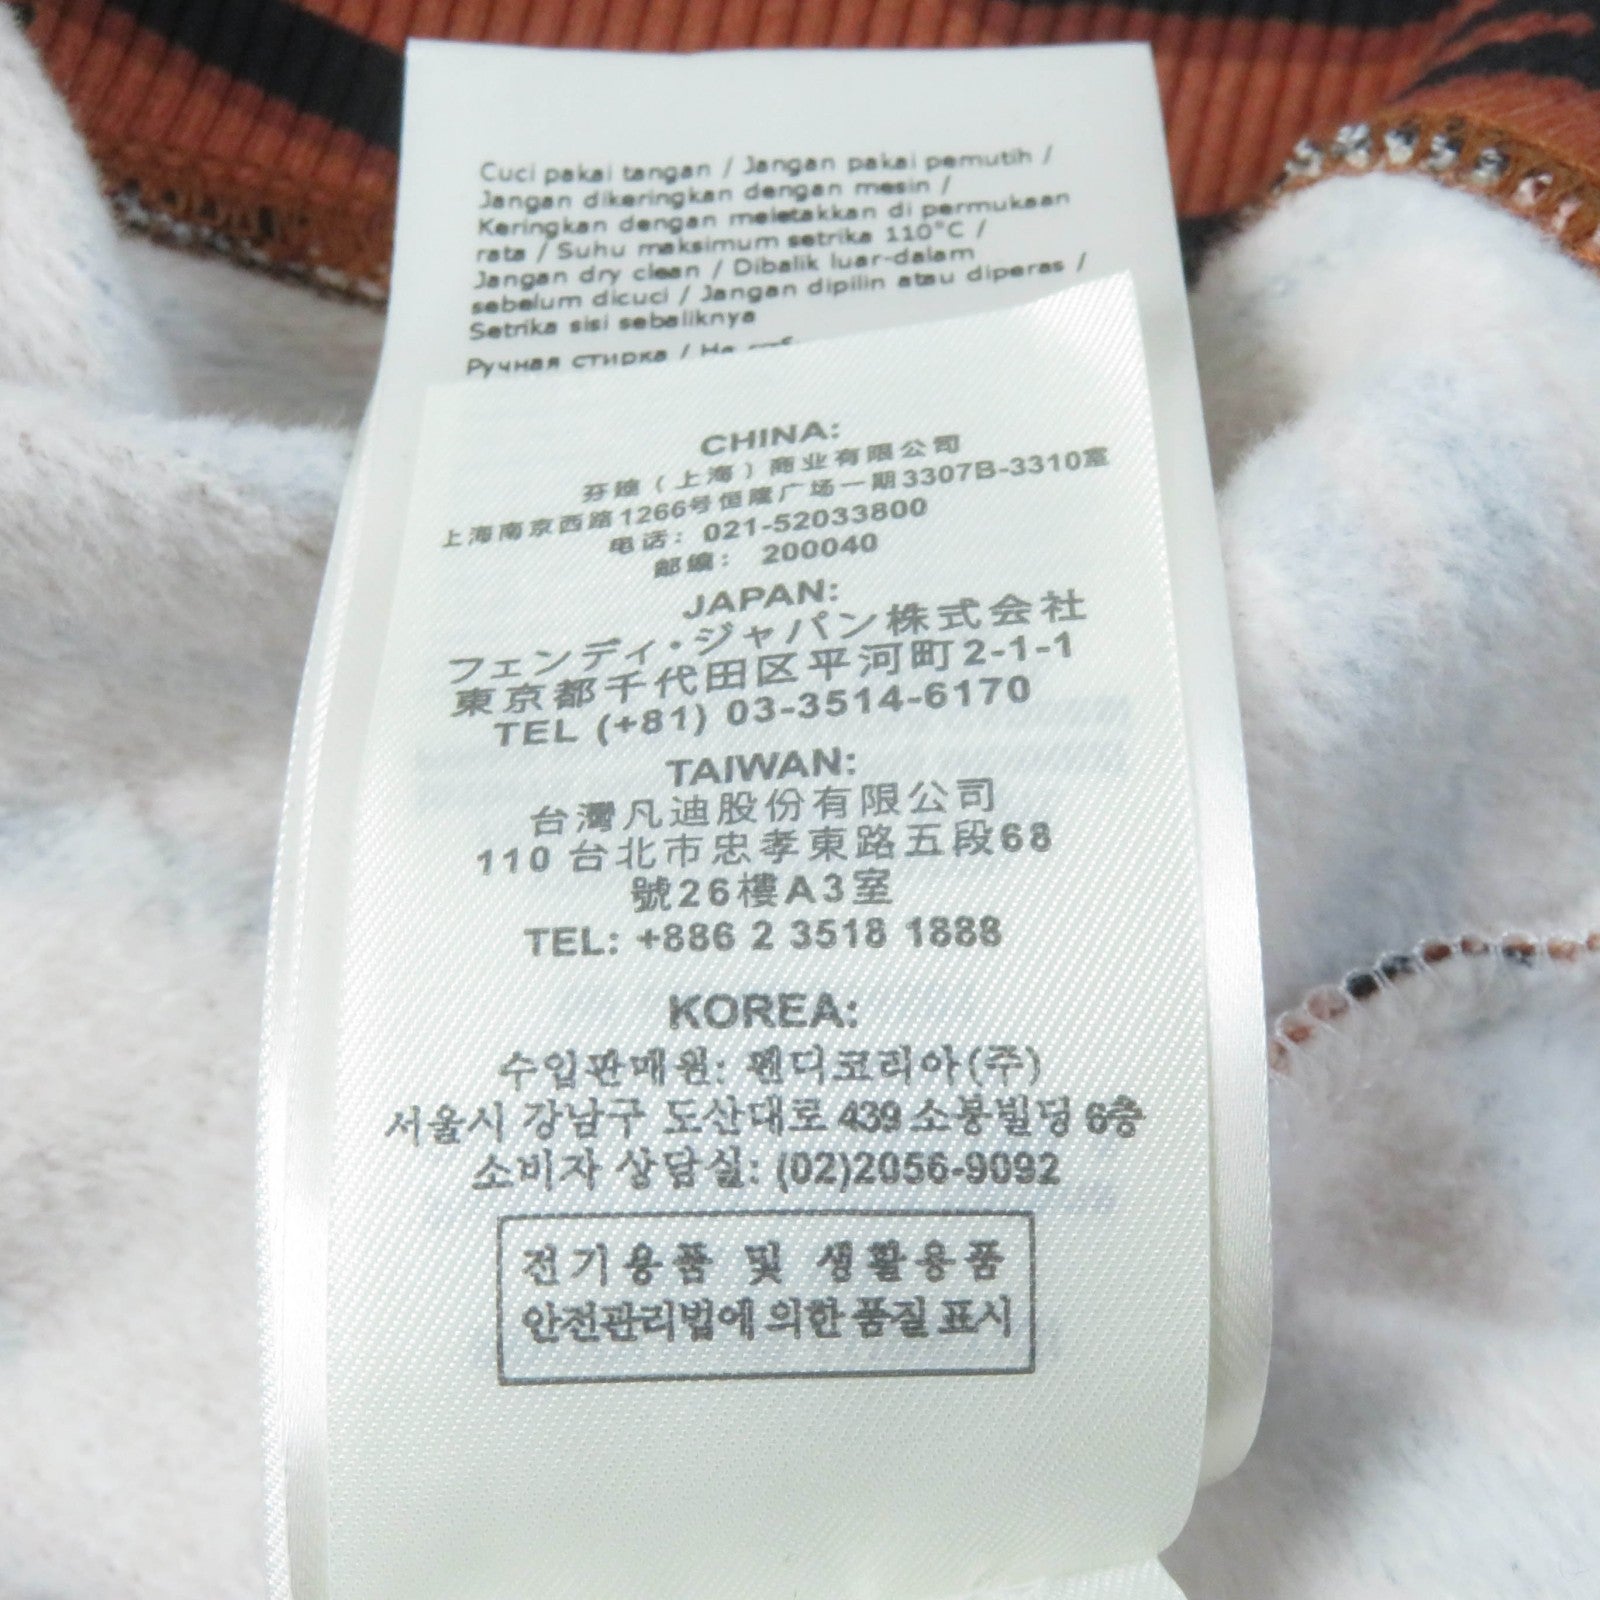 Cuci pakai tangan / Jangan pakai pemutih /
Jangan dikeringkan dengan mesin /
Keringkan dengan meletakkan di permukaan
rata / Suhu maksimum setrika 110°C /
Jangan dry clean / Dibalik luar-dalam
sebelum dicuci / Jangan dipilin atau diperas /
Setrika sisi sebaliknya
Ручная стирка / Не
CHINA:
芬迪（上海）商业有限公司
上海南京西路1266号恒隆广场一期3307B-3310室
电话： 021-52033800
邮编： 200040
JAPAN:
フェンディ・ジャパン株式会社
東京都千代田区平河町2-1-1
TEL (+81) 03-3514-6170
TAIWAN:
台灣凡迪股份有限公司
110 台北市忠孝東路五段68
號26樓A3室
TEL: +886 2 3518 1888
KOREA:
수입판매원: 펜디코리아(주)
서울시 강남구 도산대로 439 소봉빌딩 6층
소비자 상담실: (02)2056-9092
전기용품 및 생활용품
안전관리법에 의한 품질 표시